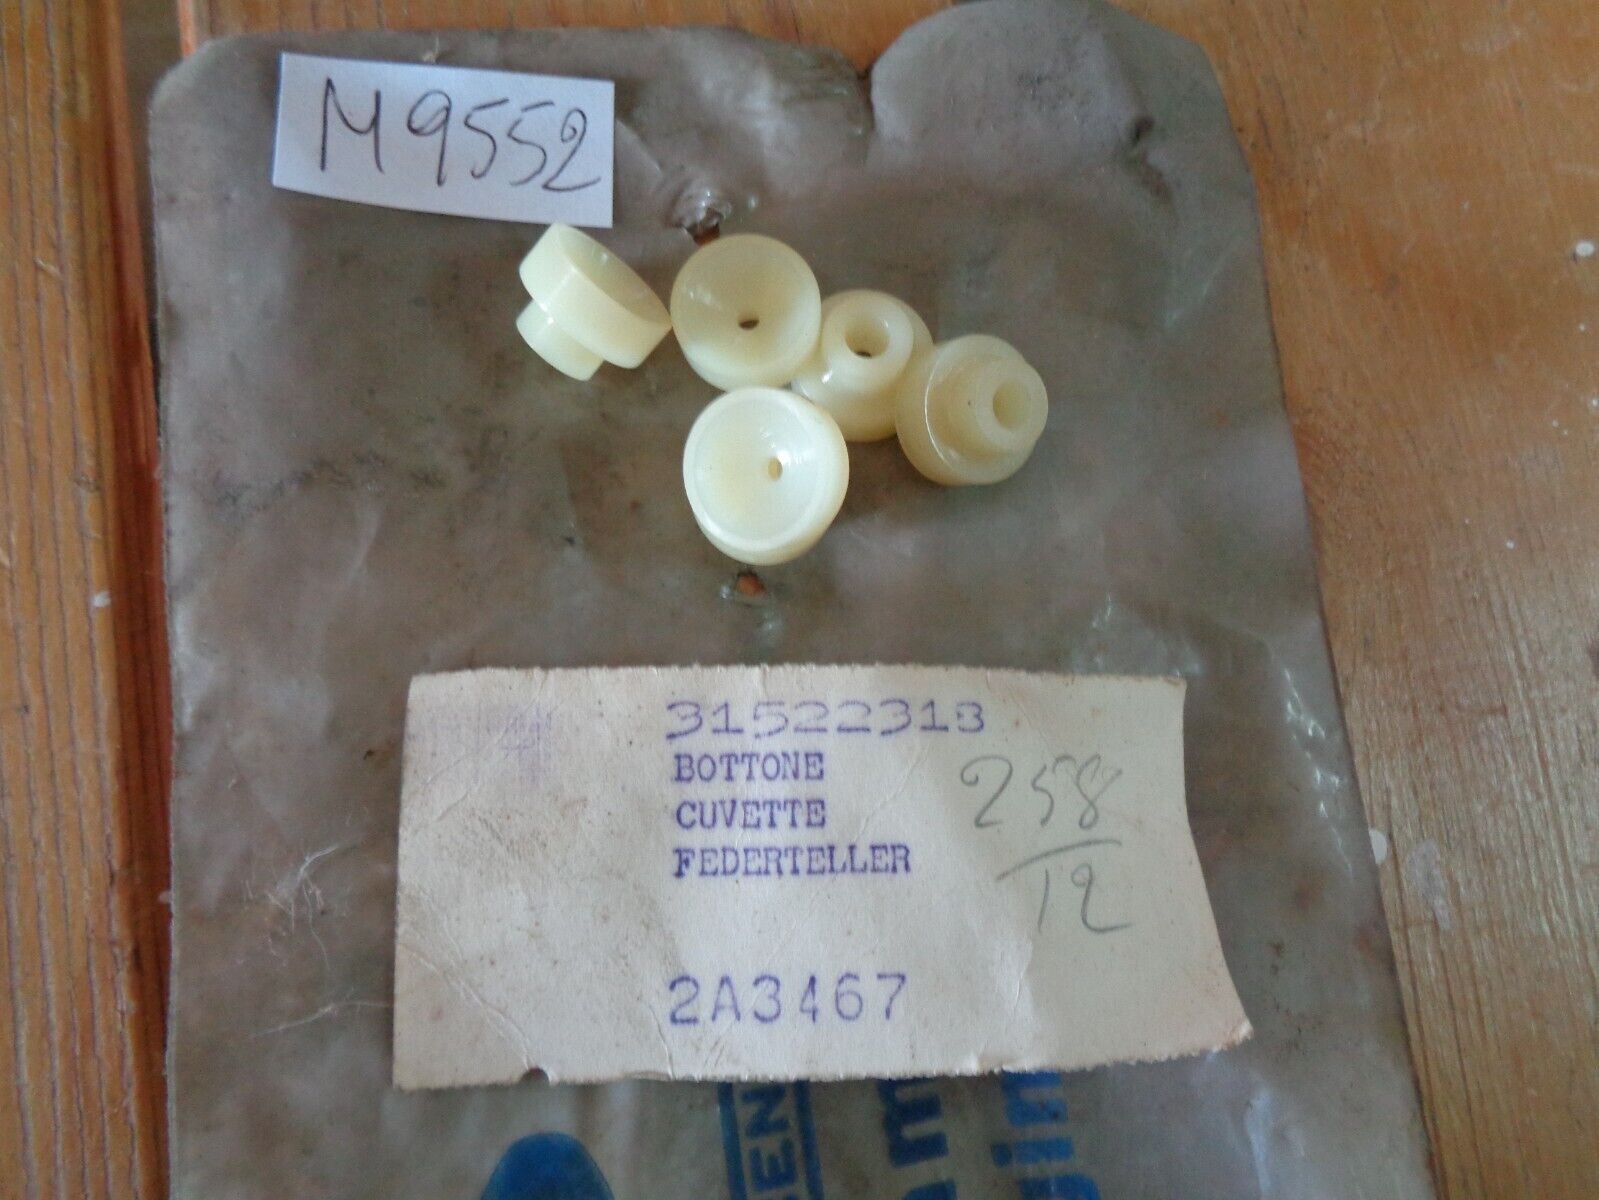 M9552
31522318
BOTTONE
CUVETTE
FEDERTELLER
258
12
2A3467